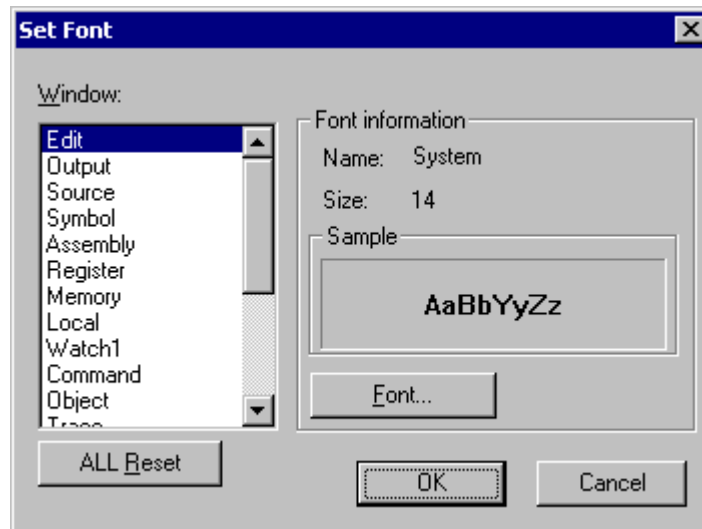 Set Font
Window:
Edit
Output
Source
Symbol
Assembly
Register
Memory
Local
Watch1
Command
Object
Trace
ALL Reset
Font information
Name: System
Size: 14
Sample
AaBbYyZz
Font...
OK
Cancel